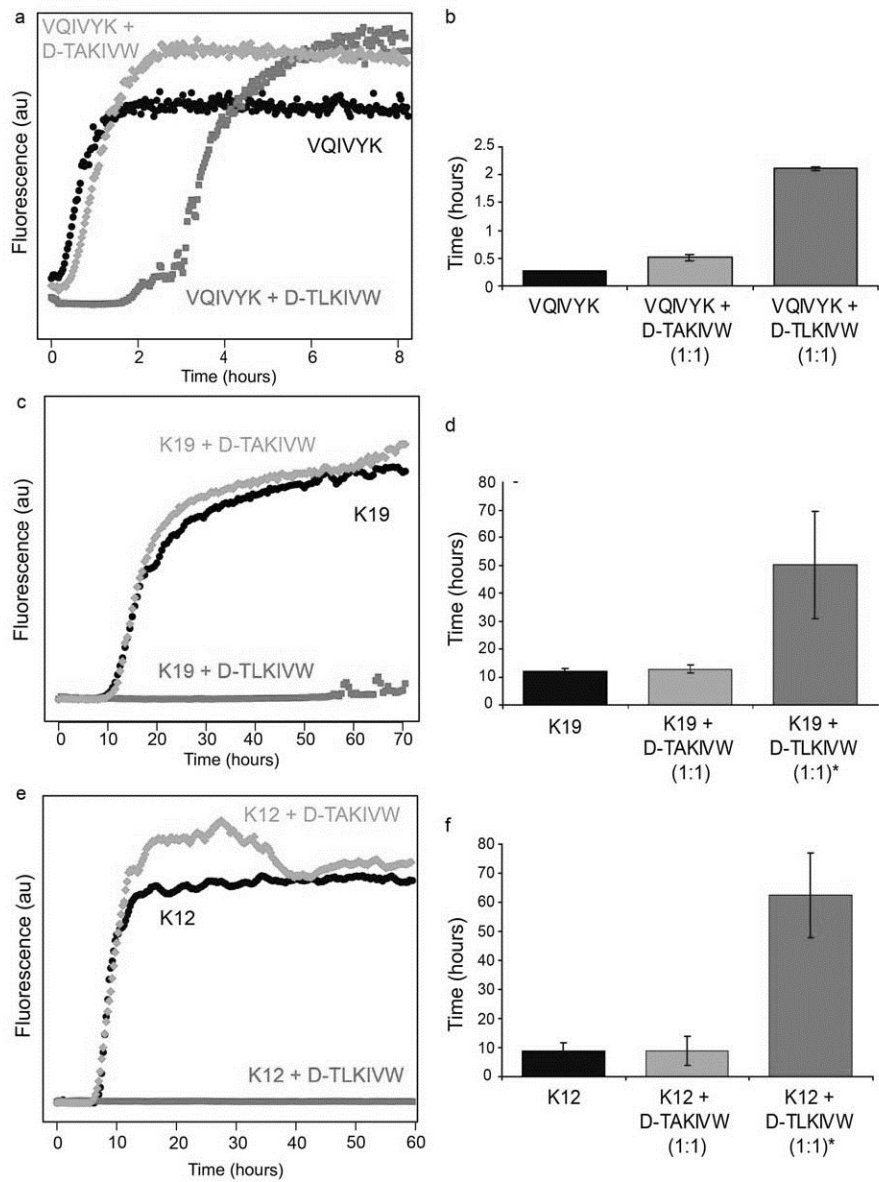 a
VQIVYK +
D-TAKIVW
Fluorescence (au)
VQIVYK
VQIVYK + D-TLKIVW
0 2 4 6 8
Time (hours)
b
Time (hours)
2.5
2
1.5
1
0.5
0
VQIVYK
VQIVYK +
D-TAKIVW
(1:1)
VQIVYK +
D-TLKIVW
(1:1)
c
K19 + D-TAKIVW
Fluorescence (au)
K19
K19 + D-TLKIVW
0 10 20 30 40 50 60 70
Time (hours)
d
Time (hours)
80
70
60
50
40
30
20
10
0
K19
K19 +
D-TAKIVW
(1:1)
K19 +
D-TLKIVW
(1:1)*
e
K12 + D-TAKIVW
Fluorescence (au)
K12
K12 + D-TLKIVW
0 10 20 30 40 50 60
Time (hours)
f
Time (hours)
80
70
60
50
40
30
20
10
0
K12
K12 +
D-TAKIVW
(1:1)
K12 +
D-TLKIVW
(1:1)*